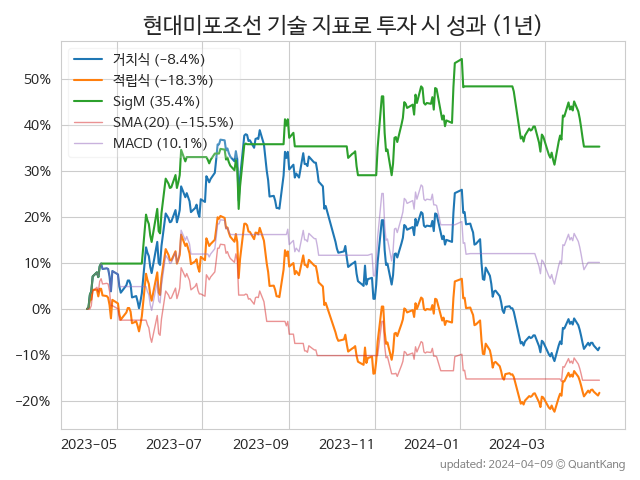 현대미포조선 기술 지표로 투자 시 성과 (1년)
거치식 (−8.4%)
적립식 (−18.3%)
SigM (35.4%)
SMA(20) (−15.5%)
MACD (10.1%)
50%
40%
30%
20%
10%
0%
−10%
−20%
2023-05 2023-07 2023-09 2023-11 2024-01 2024-03
updated: 2024-04-09 © QuantKang